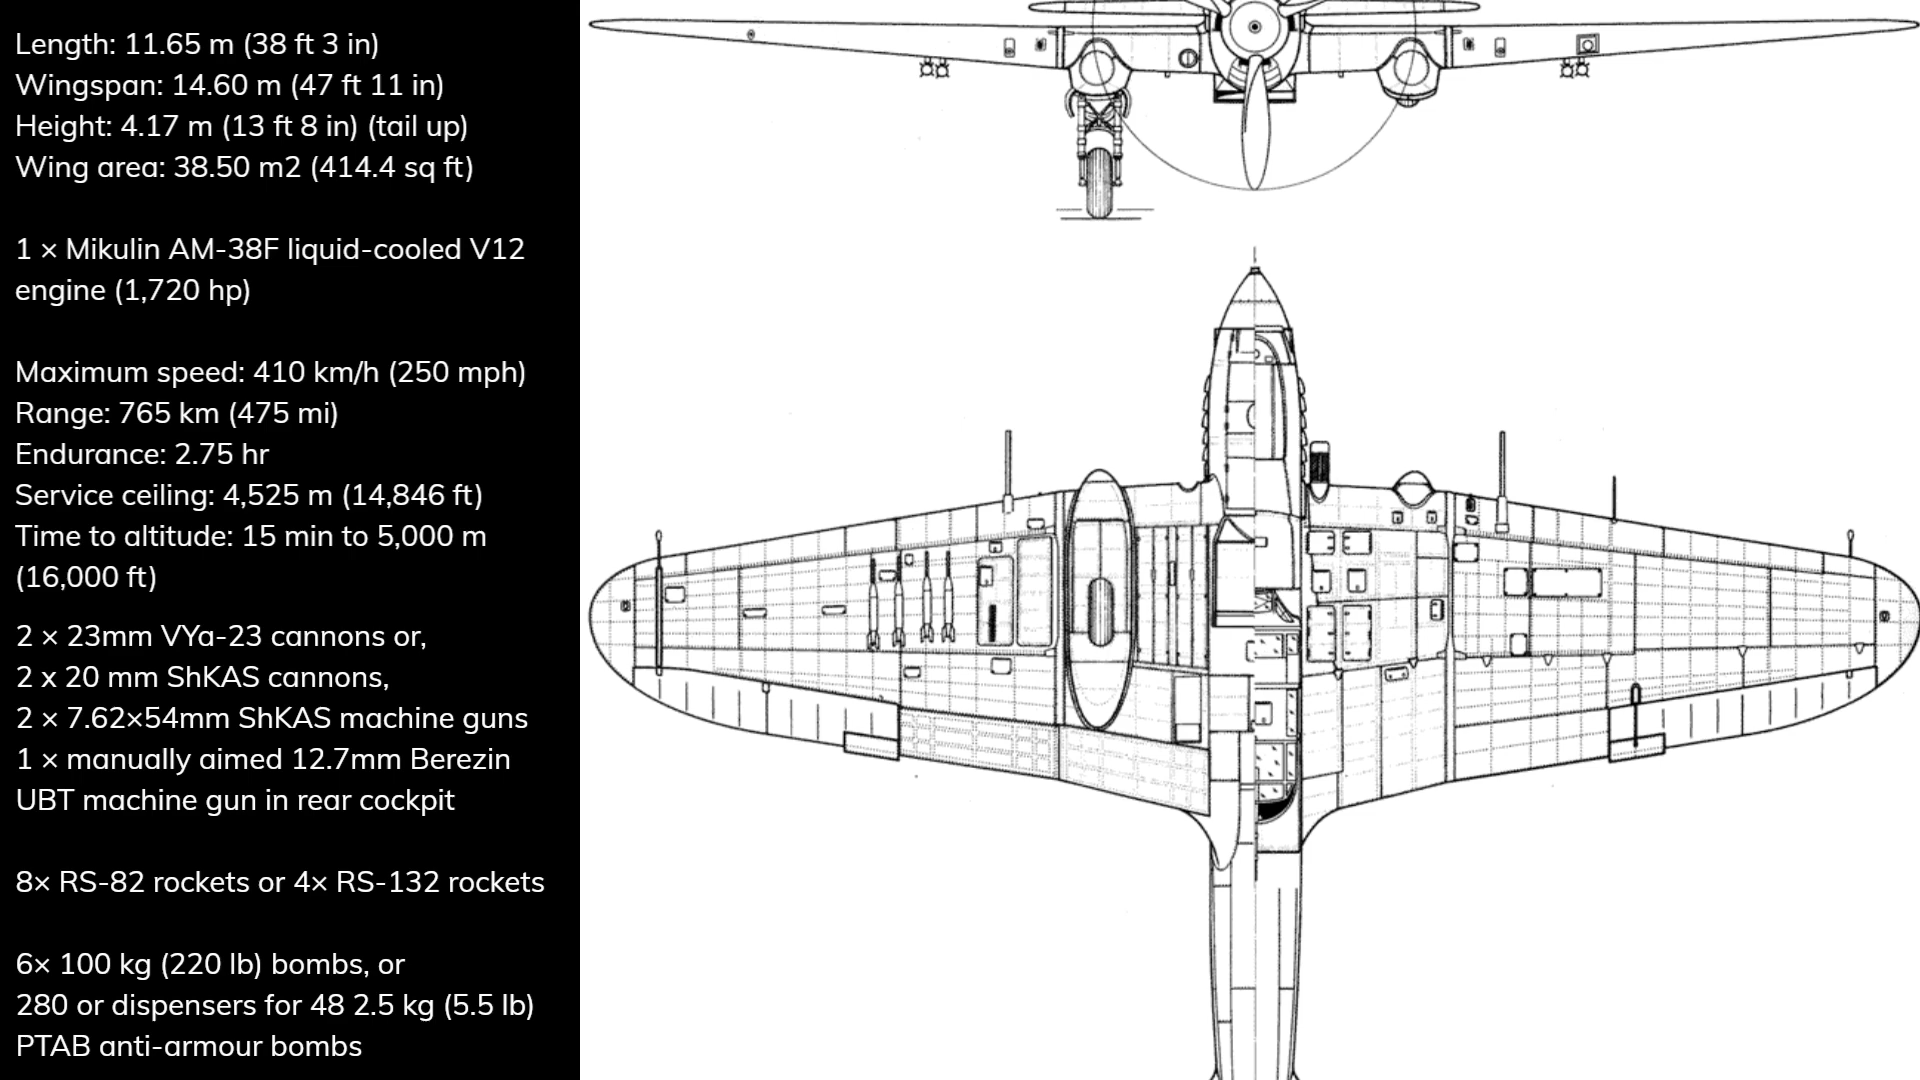 Length: 11.65 m (38 ft 3 in)
Wingspan: 14.60 m (47 ft 11 in)
Height: 4.17 m (13 ft 8 in) (tail up)
Wing area: 38.50 m2 (414.4 sq ft)
1 × Mikulin AM-38F liquid-cooled V12
engine (1,720 hp)
Maximum speed: 410 km/h (250 mph)
Range: 765 km (475 mi)
Endurance: 2.75 hr
Service ceiling: 4,525 m (14,846 ft)
Time to altitude: 15 min to 5,000 m
(16,000 ft)
2 × 23mm VYa-23 cannons or,
2 x 20 mm ShKAS cannons,
2 × 7.62×54mm ShKAS machine guns
1 × manually aimed 12.7mm Berezin
UBT machine gun in rear cockpit
8× RS-82 rockets or 4× RS-132 rockets
6× 100 kg (220 lb) bombs, or
280 or dispensers for 48 2.5 kg (5.5 lb)
PTAB anti-armour bombs